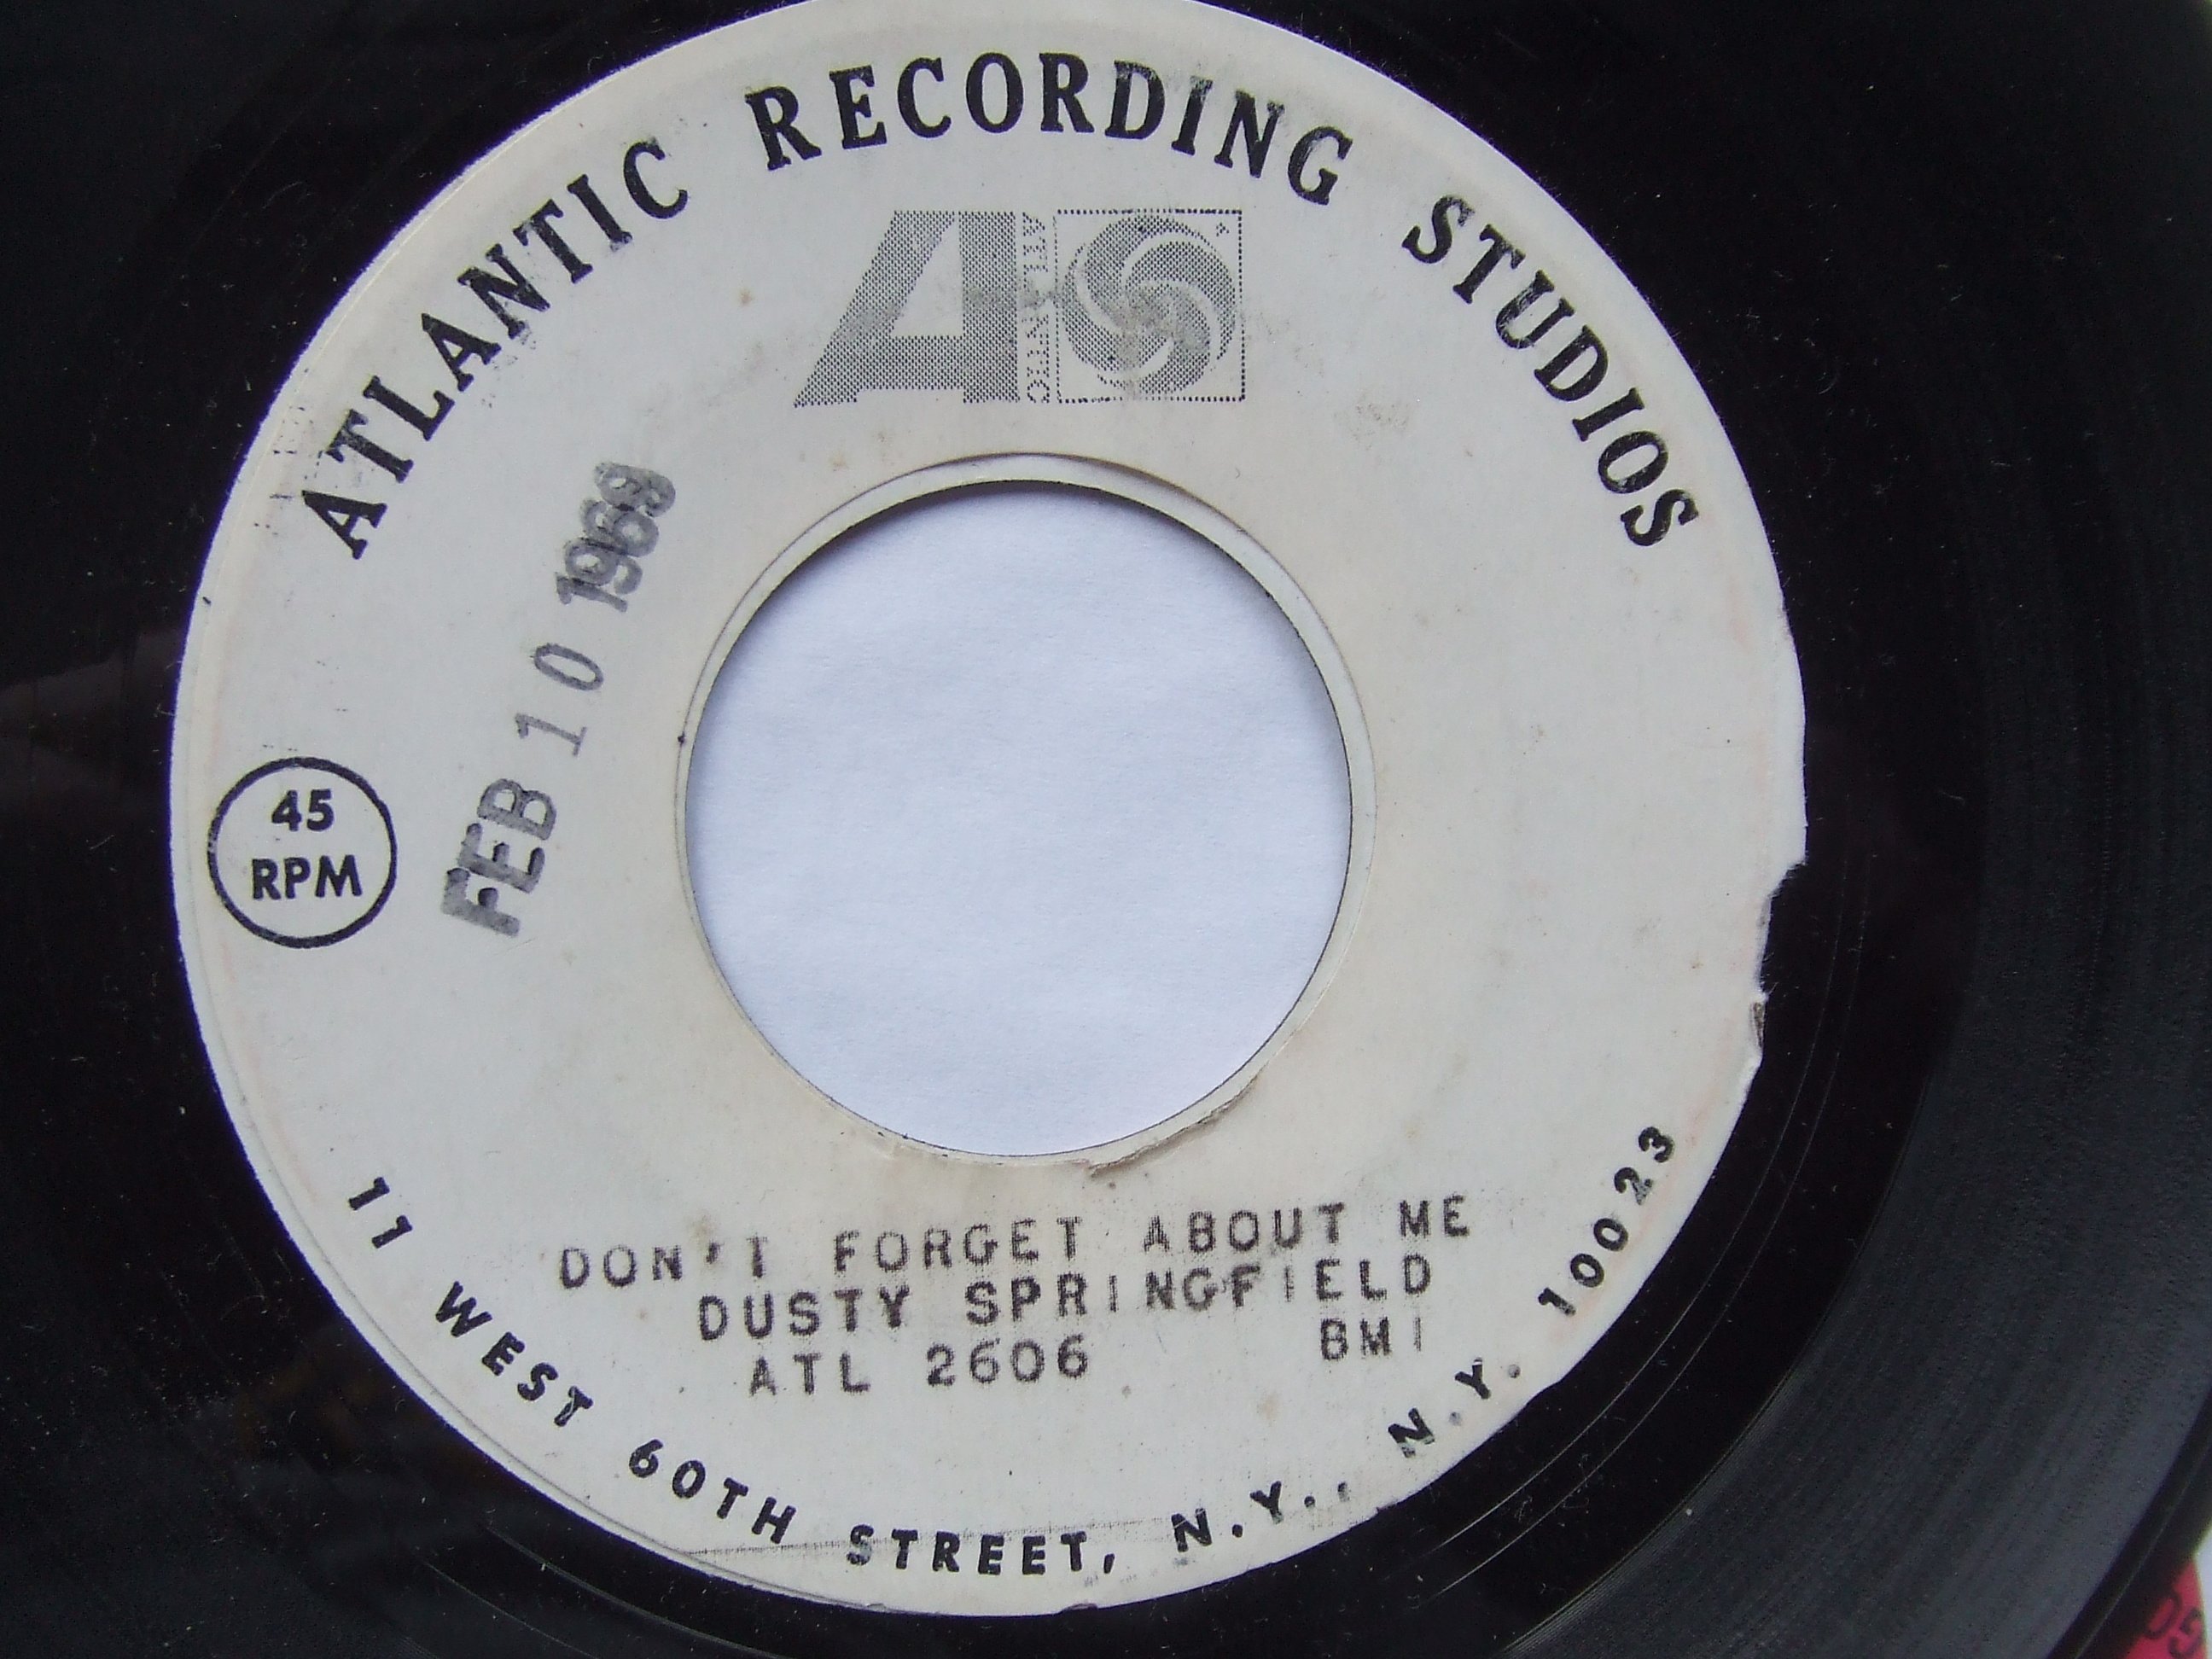 ATLANTIC RECORDING STUDIOS
ATLANTIC
FEB 10 1969
45
RPM
DON'T FORGET ABOUT ME
DUSTY SPRINGFIELD
ATL 2606 BMI
11 WEST 60TH STREET, N.Y., N.Y. 10023